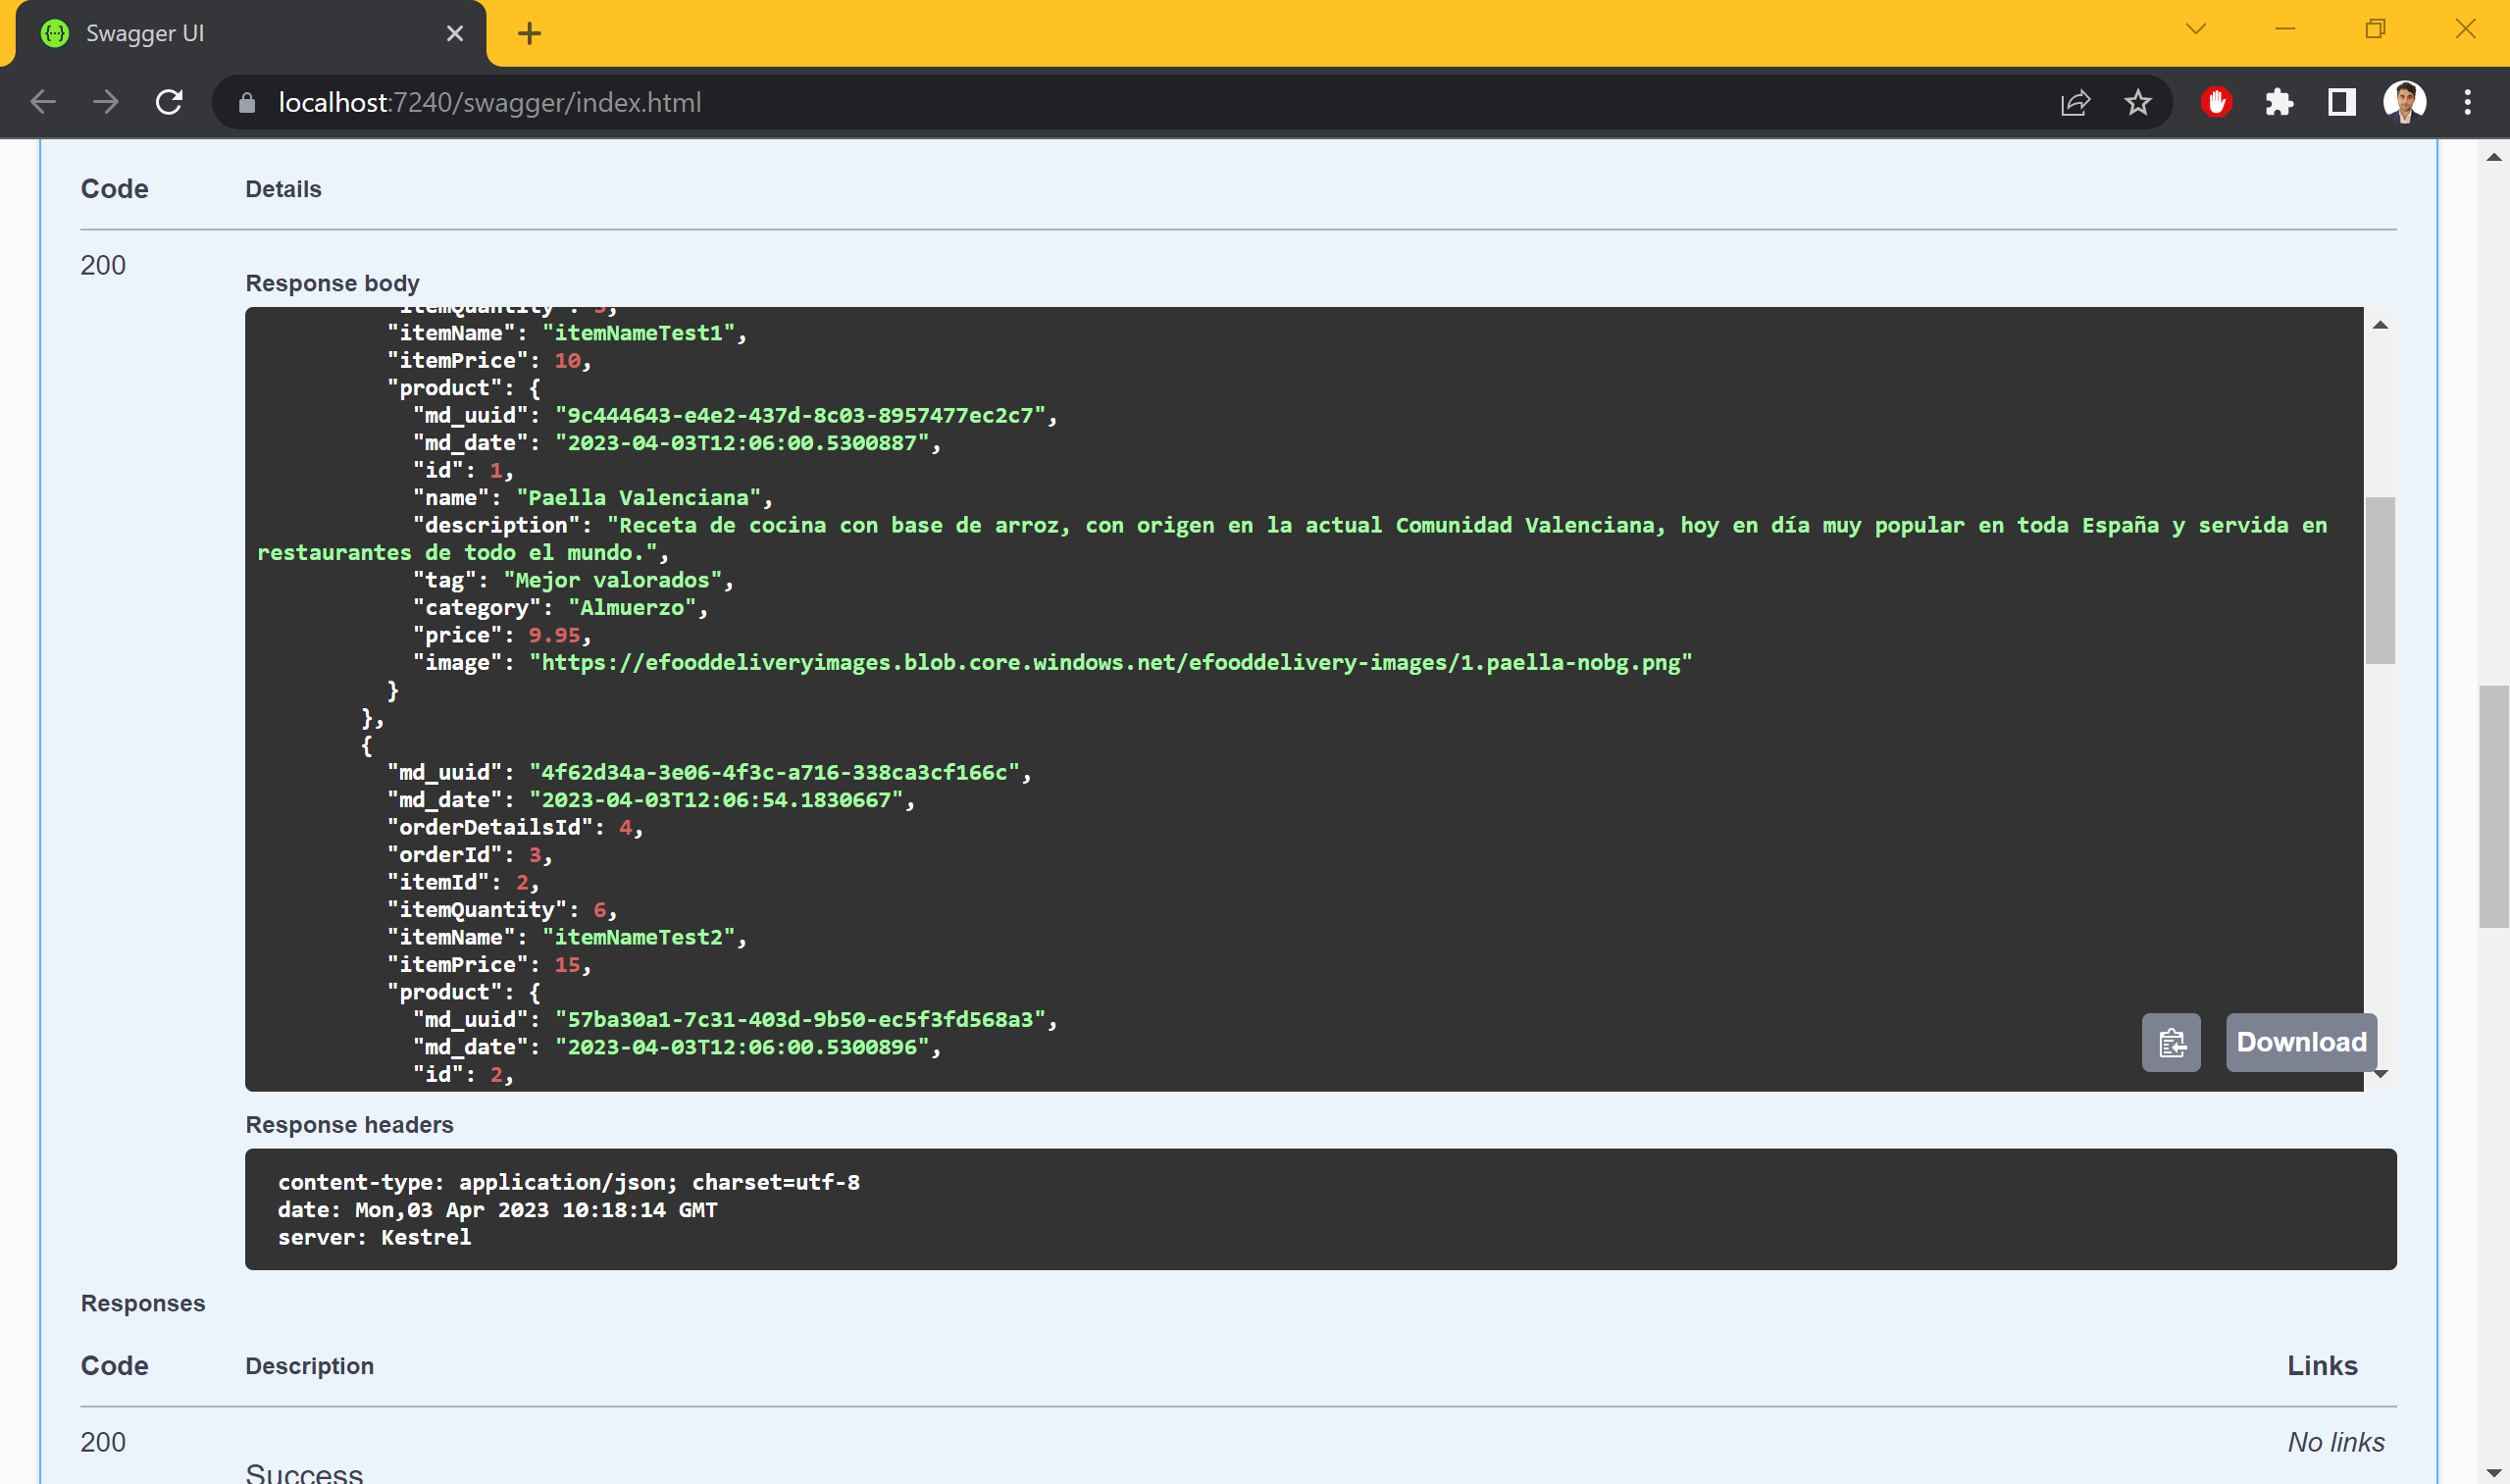 Swagger UI
localhost:7240/swagger/index.html
Code Details
200
Response body
"itemQuantity": 5,
"itemName": "itemNameTest1",
"itemPrice": 10,
"product": {
"md_uuid": "9c444643-e4e2-437d-8c03-8957477ec2c7",
"md_date": "2023-04-03T12:06:00.5300887",
"id": 1,
"name": "Paella Valenciana",
"description": "Receta de cocina con base de arroz, con origen en la actual Comunidad Valenciana, hoy en día muy popular en toda España y servida en
restaurantes de todo el mundo.",
"tag": "Mejor valorados",
"category": "Almuerzo",
"price": 9.95,
"image": "https://efooddeliveryimages.blob.core.windows.net/efooddelivery-images/1.paella-nobg.png"
}
},
{
"md_uuid": "4f62d34a-3e06-4f3c-a716-338ca3cf166c",
"md_date": "2023-04-03T12:06:54.1830667",
"orderDetailsId": 4,
"orderId": 3,
"itemId": 2,
"itemQuantity": 6,
"itemName": "itemNameTest2",
"itemPrice": 15,
"product": {
"md_uuid": "57ba30a1-7c31-403d-9b50-ec5f3fd568a3",
"md_date": "2023-04-03T12:06:00.5300896",
"id": 2,
Download
Response headers
content-type: application/json; charset=utf-8
date: Mon,03 Apr 2023 10:18:14 GMT
server: Kestrel
Responses
Code Description Links
200 No links
Success